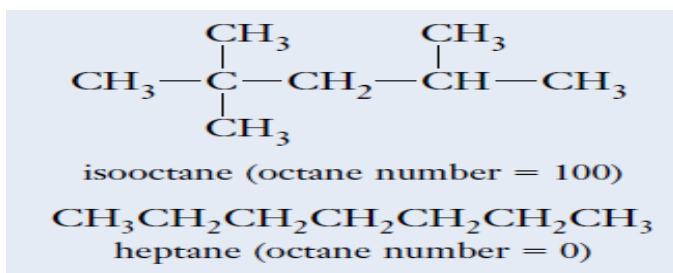 CH₃ CH₃
CH₃—C—CH₂—CH—CH₃
CH₃
isooctane (octane number = 100)
CH₃CH₂CH₂CH₂CH₂CH₂CH₃
heptane (octane number = 0)